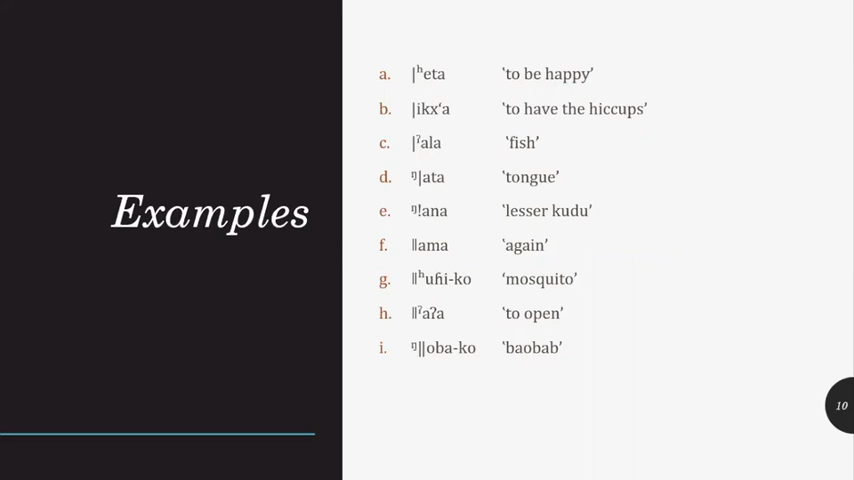 Examples
a. |ʰeta ‘to be happy’
b. |ikxʻa ‘to have the hiccups’
c. |ˀala ‘fish’
d. ᵑ|ata ‘tongue’
e. ᵑ!ana ‘lesser kudu’
f. ‖ama ‘again’
g. ‖ʰuɦi-ko ‘mosquito’
h. ‖ˀaʔa ‘to open’
i. ᵑ‖oba-ko ‘baobab’
10